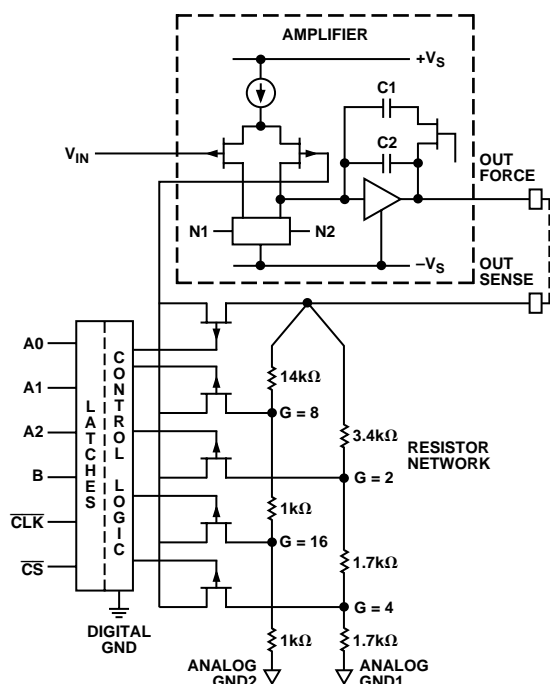 AMPLIFIER
+VS
C1
C2
VIN
OUT
FORCE
N1
N2
–VS
OUT
SENSE
A0
A1
A2
B
CLK
CS
LATCHES
CONTROL LOGIC
14kΩ
G = 8
3.4kΩ
RESISTOR
NETWORK
G = 2
1kΩ
G = 16
1.7kΩ
G = 4
DIGITAL
GND
1kΩ
1.7kΩ
ANALOG
GND2
ANALOG
GND1